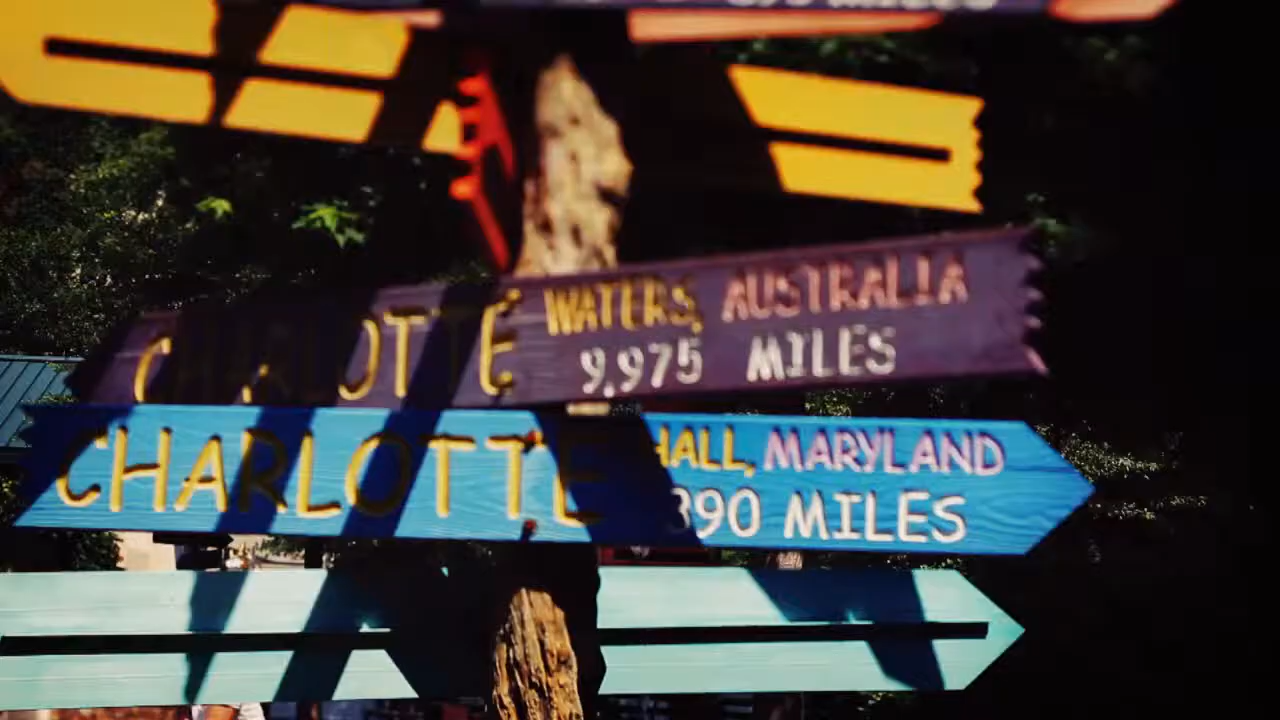 CHARLOTTE WATERS, AUSTRALIA
9,975 MILES
CHARLOTTE HALL, MARYLAND
390 MILES